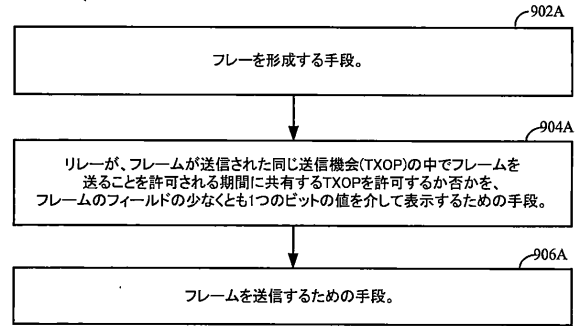 902A
フレーを形成する手段。
904A
リレーが、フレームが送信された同じ送信機会(TXOP)の中でフレームを
送ることを許可される期間に共有するTXOPを許可するか否かを、
フレームのフィールドの少なくとも1つのビットの値を介して表示するための手段。
906A
フレームを送信するための手段。